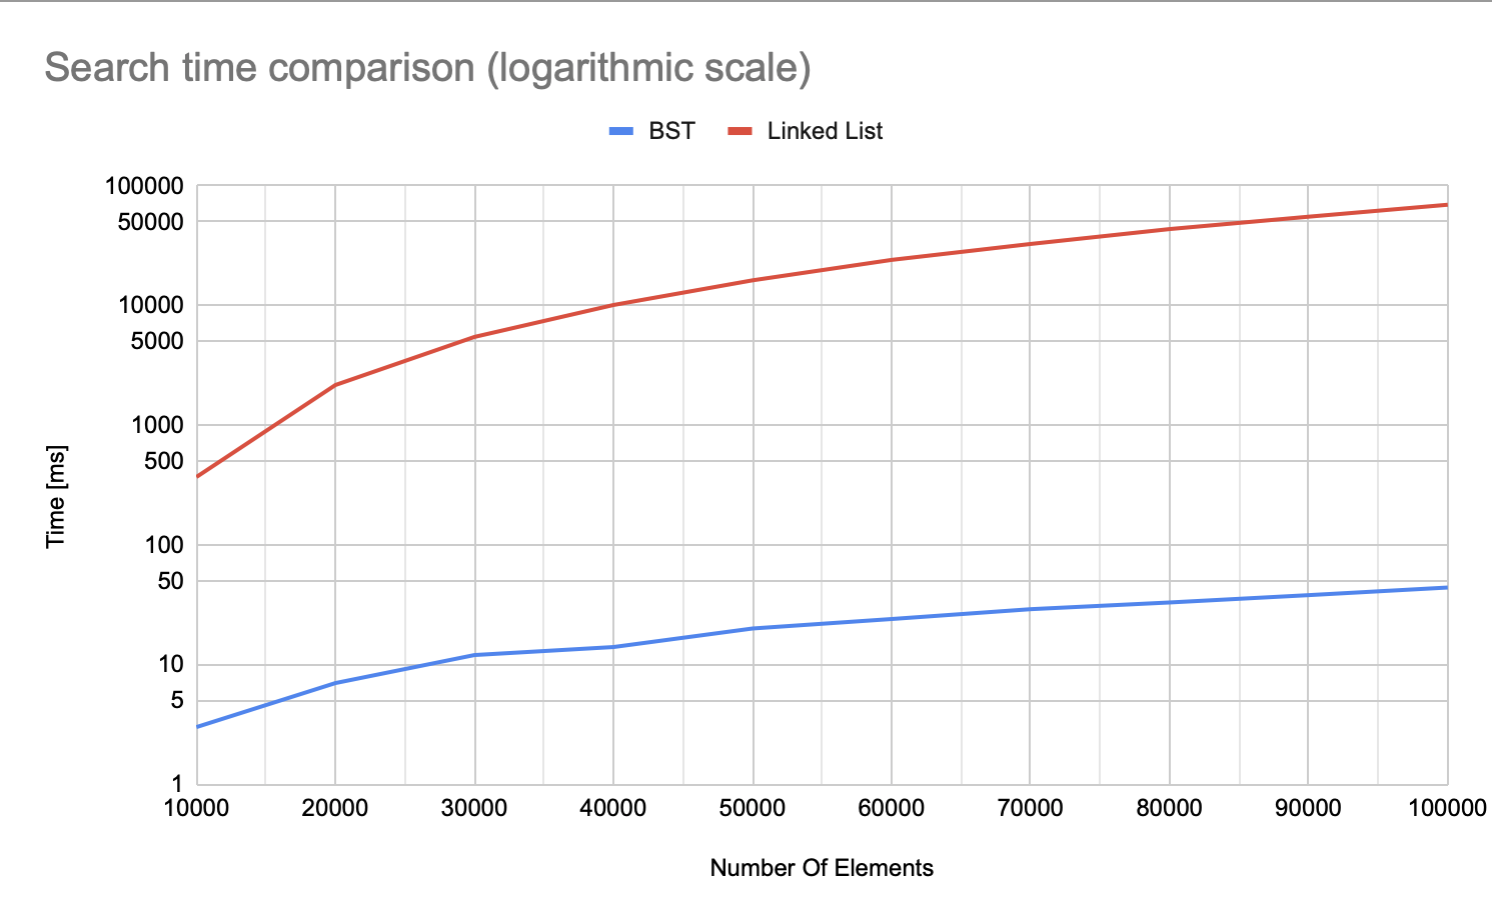 Search time comparison (logarithmic scale)
BST
Linked List
100000
50000
10000
5000
1000
500
100
50
10
5
1
Time [ms]
10000 20000 30000 40000 50000 60000 70000 80000 90000 100000
Number Of Elements